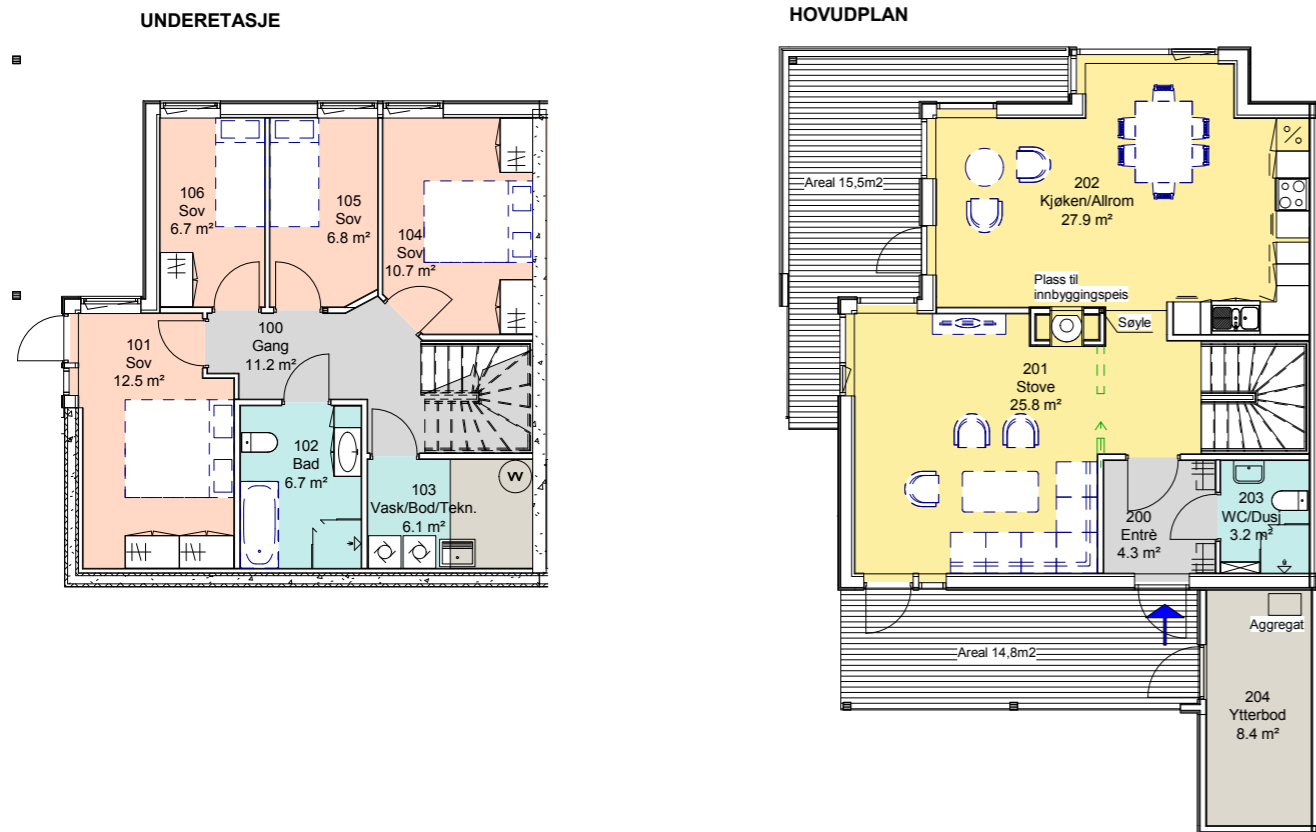 UNDERETASJE
HOVUDPLAN
106
Sov
6.7 m²
105
Sov
6.8 m²
104
Sov
10.7 m²
100
Gang
11.2 m²
101
Sov
12.5 m²
102
Bad
6.7 m²
103
Vask/Bod/Tekn.
6.1 m²
VV
Areal 15,5m2
202
Kjøken/Allrom
27.9 m²
Plass til
innbyggingspeis
Søyle
201
Stove
25.8 m²
200
Entrè
4.3 m²
203
WC/Dusj
3.2 m²
Aggregat
Areal 14,8m2
204
Ytterbod
8.4 m²